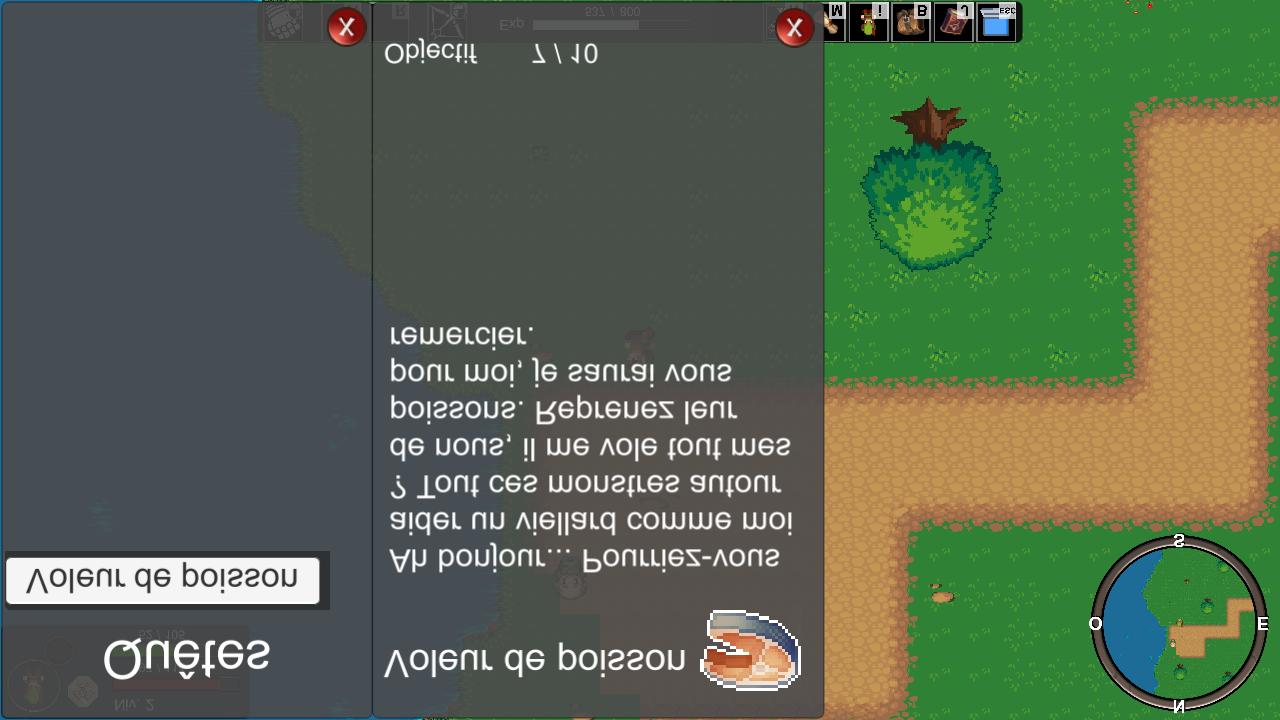 Quêtes
Voleur de poisson
Voleur de poisson
Ah bonjour... Pourriez-vous
aider un viellard comme moi
? Tout ces monstres autour
de nous, il me vole tout mes
poissons. Reprenez leur
pour moi, je saurai vous
remercier.
Objectif 7 / 10
X
X
Niv. 2
Exp 537 / 800
R
M
I
B
J
ESC
N
O
E
S